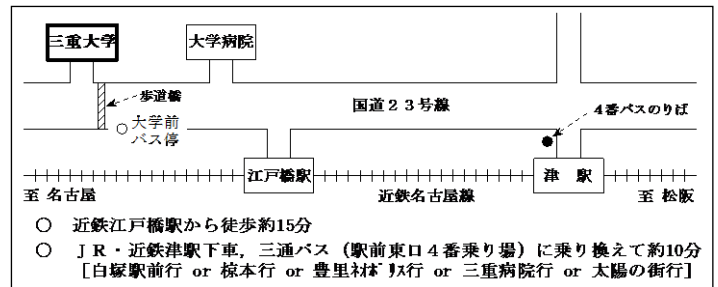 三重大学
大学病院
歩道橋
国道23号線
4番バスのりば
大学前
バス停
江戸橋駅
津 駅
至 名古屋
近鉄名古屋線
至 松阪
○ 近鉄江戸橋駅から徒歩約15分
○ JR・近鉄津駅下車,三通バス(駅前東口4番乗り場)に乗り換えて約10分
[白塚駅前行 or 椋本行 or 豊里ネオポリス行 or 三重病院行 or 太陽の街行]